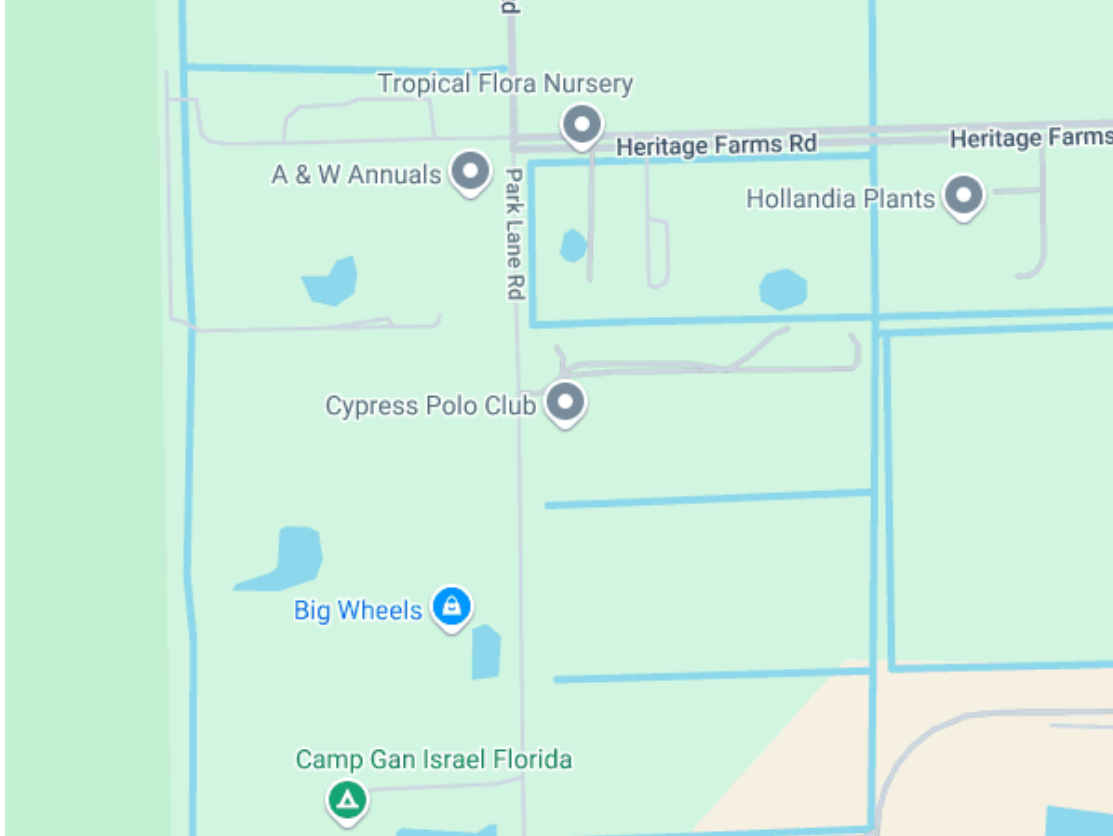 Rd
Tropical Flora Nursery
Heritage Farms Rd
Heritage Farms
A & W Annuals
Park Lane Rd
Hollandia Plants
Cypress Polo Club
Big Wheels
Camp Gan Israel Florida